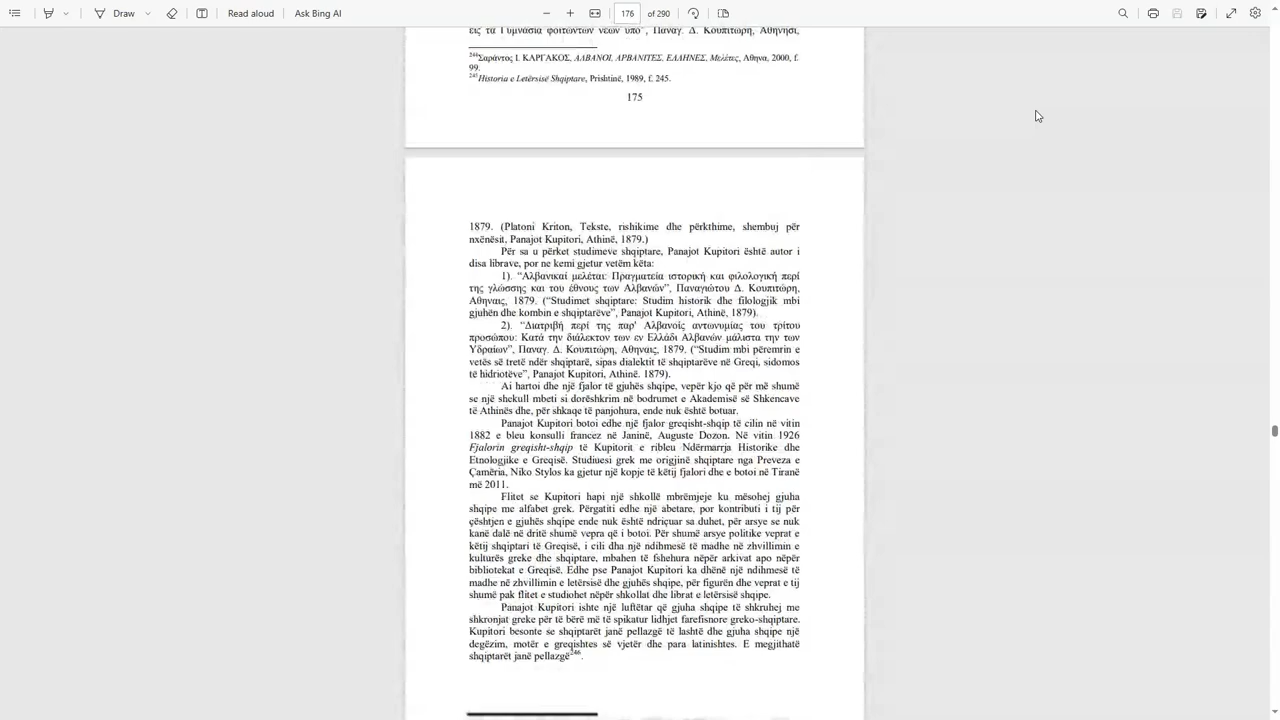 Draw
Read aloud
Ask Bing AI
176 of 290
εις τα Γυμνάσια φοιτώντων νέων υπό", Παναγ. Δ. Κουπιτώρη, Αθήνησι,
244Σαράντος Ι. ΚΑΡΓΑΚΟΣ, ΑΛΒΑΝΟΙ, ΑΡΒΑΝΙΤΕΣ, ΕΛΛΗΝΕΣ, Μελέτες, Αθηνα, 2000, f.
99.
245Historia e Letërsisë Shqiptare, Prishtinë, 1989, f. 245.
175
1879. (Platoni Kriton, Tekste, rishikime dhe përkthime, shembuj për
nxënësit, Panajot Kupitori, Athinë, 1879.)
Për sa u përket studimeve shqiptare, Panajot Kupitori është autor i
disa librave, por ne kemi gjetur vetëm këta:
1). "Αλβανικαί μελέται: Πραγματεία ιστορική και φιλολογική περί
της γλώσσης και του έθνους των Αλβανών", Παναγιώτου Δ. Κουπιτώρη,
Αθήναις, 1879. ("Studimet shqiptare: Studim historik dhe filologjik mbi
gjuhën dhe kombin e shqiptarëve", Panajot Kupitori, Athinë, 1879).
2). "Διατριβή περί της παρ' Αλβανοίς αντωνυμίας του τρίτου
προσώπου: Κατά την διάλεκτον των εν Ελλάδι Αλβανών μάλιστα την των
Υδραίων", Παναγ. Δ. Κουπιτώρη, Αθήναις, 1879. ("Studim mbi përemrin e
vetës së tretë ndër shqiptarë, sipas dialektit të shqiptarëve në Greqi, sidomos
të hidriotëve", Panajot Kupitori, Athinë. 1879).
Ai hartoi dhe një fjalor të gjuhës shqipe, vepër kjo që për më shumë
se një shekull mbeti si dorëshkrim në bodrumet e Akademisë së Shkencave
të Athinës dhe, për shkaqe të panjohura, ende nuk është botuar.
Panajot Kupitori botoi edhe një fjalor greqisht-shqip të cilin në vitin
1882 e bleu konsulli francez në Janinë, Auguste Dozon. Në vitin 1926
Fjalorin greqisht-shqip të Kupitorit e ribleu Ndërmarrja Historike dhe
Etnologjike e Greqisë. Studiuesi grek me origjinë shqiptare nga Preveza e
Çamëria, Niko Stylos ka gjetur një kopje të këtij fjalori dhe e botoi në Tiranë
më 2011.
Flitet se Kupitori hapi një shkollë mbrëmjeje ku mësohej gjuha
shqipe me alfabet grek. Përgatiti edhe një abetare, por kontributi i tij për
çështjen e gjuhës shqipe ende nuk është ndriçuar sa duhet, për arsye se nuk
kanë dalë në dritë shumë vepra që i botoi. Për shumë arsye politike veprat e
këtij shqiptari të Greqisë, i cili dha një ndihmesë të madhe në zhvillimin e
kulturës greke dhe shqiptare, mbahen të fshehura nëpër arkivat apo nëpër
bibliotekat e Greqisë. Edhe pse Panajot Kupitori ka dhënë një ndihmesë të
madhe në zhvillimin e letërsisë dhe gjuhës shqipe, për figurën dhe veprat e tij
shumë pak flitet e studiohet nëpër shkollat dhe librat e letërsisë shqipe.
Panajot Kupitori ishte një luftëtar që gjuha shqipe të shkruhej me
shkronjat greke për të bërë më të spikatur lidhjet farefisnore greko-shqiptare.
Kupitori besonte se shqiptarët janë pellazgë të lashtë dhe gjuha shqipe një
degëzim, motër e greqishtes së vjetër dhe para latinishtes. E megjithatë
shqiptarët janë pellazgë246.